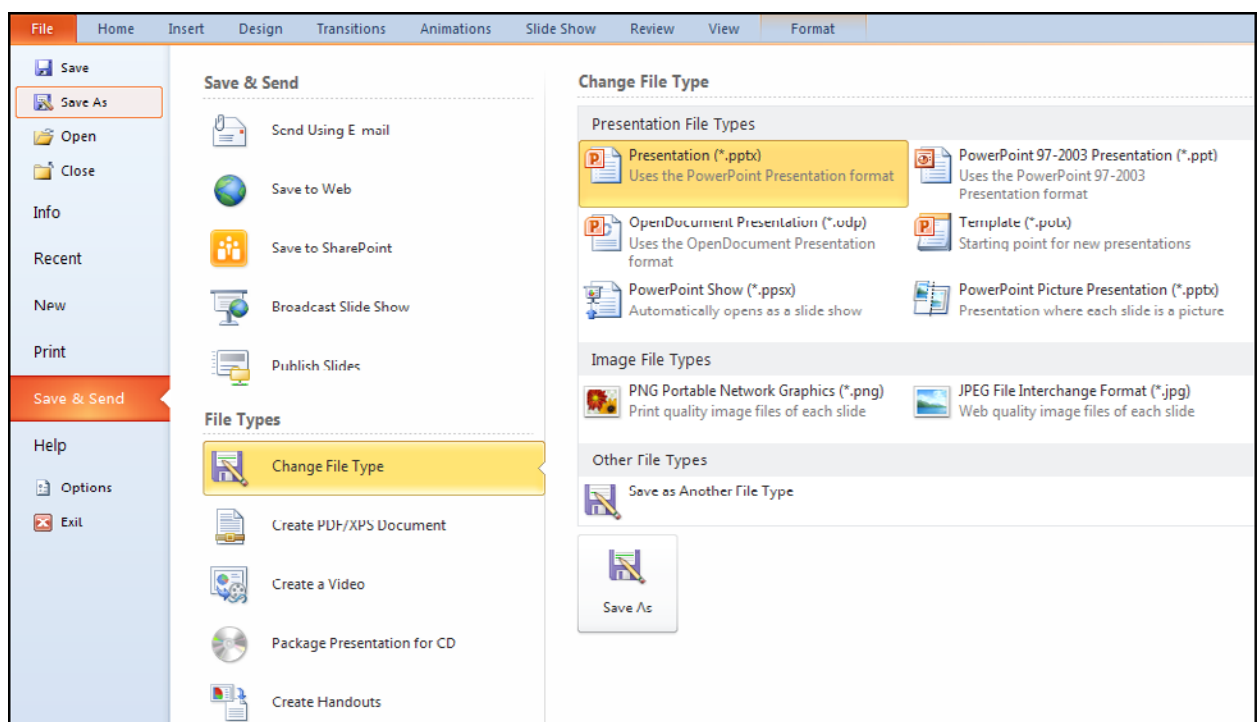 File Home Insert Design Transitions Animations Slide Show Review View Format
Save
Save As
Open
Close
Info
Recent
New
Print
Save & Send
Help
Options
Exit
Save & Send
Send Using E-mail
Save to Web
Save to SharePoint
Broadcast Slide Show
Publish Slides
File Types
Change File Type
Create PDF/XPS Document
Create a Video
Package Presentation for CD
Create Handouts
Change File Type
Presentation File Types
Presentation (*.pptx)
Uses the PowerPoint Presentation format
PowerPoint 97-2003 Presentation (*.ppt)
Uses the PowerPoint 97-2003
Presentation format
OpenDocument Presentation (*.odp)
Uses the OpenDocument Presentation
format
Template (*.potx)
Starting point for new presentations
PowerPoint Show (*.ppsx)
Automatically opens as a slide show
PowerPoint Picture Presentation (*.pptx)
Presentation where each slide is a picture
Image File Types
PNG Portable Network Graphics (*.png)
Print quality image files of each slide
JPEG File Interchange Format (*.jpg)
Web quality image files of each slide
Other File Types
Save as Another File Type
Save As